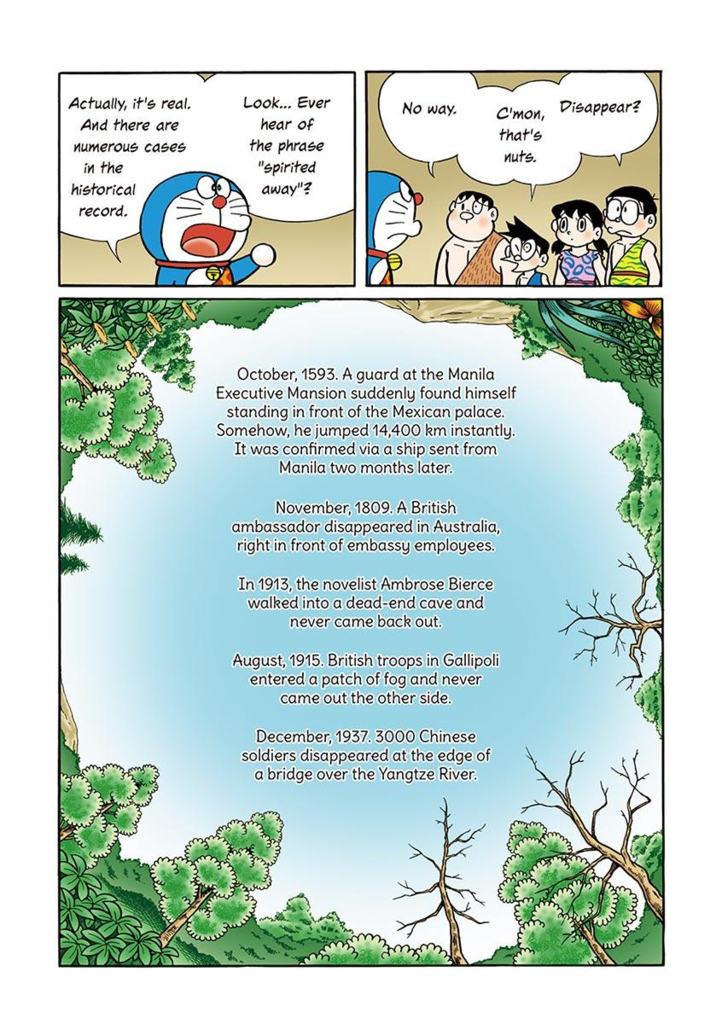 Look... Ever
hear of
the phrase
"spirited
away"?
Actually, it's real.
And there are
numerous cases
in the
historical
record.
Disappear?
C'mon,
that's
nuts.
No way.
October, 1593. A guard at the Manila
Executive Mansion suddenly found himself
standing in front of the Mexican palace.
Somehow, he jumped 14,400 km instantly.
It was confirmed via a ship sent from
Manila two months later.
November, 1809. A British
ambassador disappeared in Australia,
right in front of embassy employees.
In 1913, the novelist Ambrose Bierce
walked into a dead-end cave and
never came back out.
August, 1915. British troops in Gallipoli
entered a patch of fog and never
came out the other side.
December, 1937. 3000 Chinese
soldiers disappeared at the edge of
a bridge over the Yangtze River.